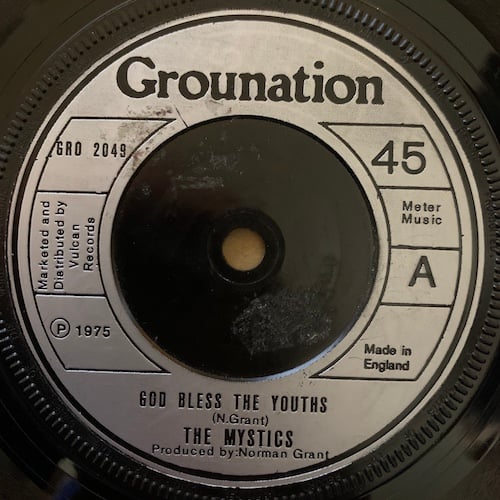 Grounation
GRO 2049
45
Marketed and
Distributed by
Vulcan
Records
Meter
Music
A
℗ 1975
Made in
England
GOD BLESS THE YOUTHS
(N.Grant)
THE MYSTICS
Produced by:Norman Grant